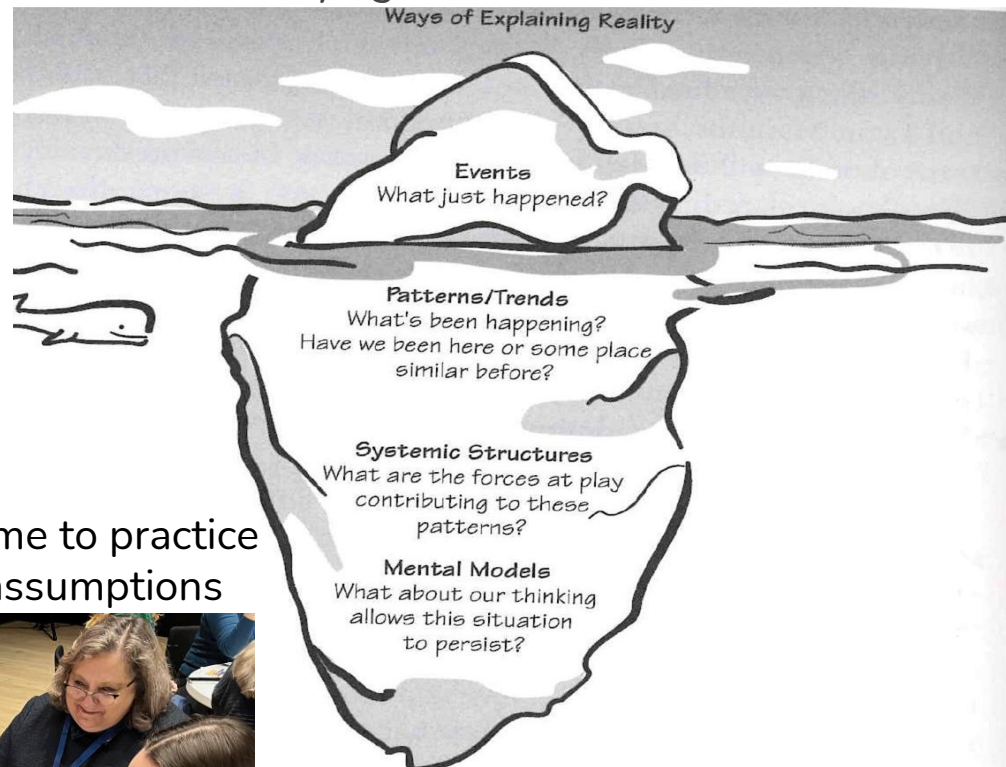 Ways of Explaining Reality
Events
What just happened?
Patterns/Trends
What's been happening?
Have we been here or some place
similar before?
Systemic Structures
What are the forces at play
contributing to these
patterns?
me to practice
assumptions
Mental Models
What about our thinking
allows this situation
to persist?